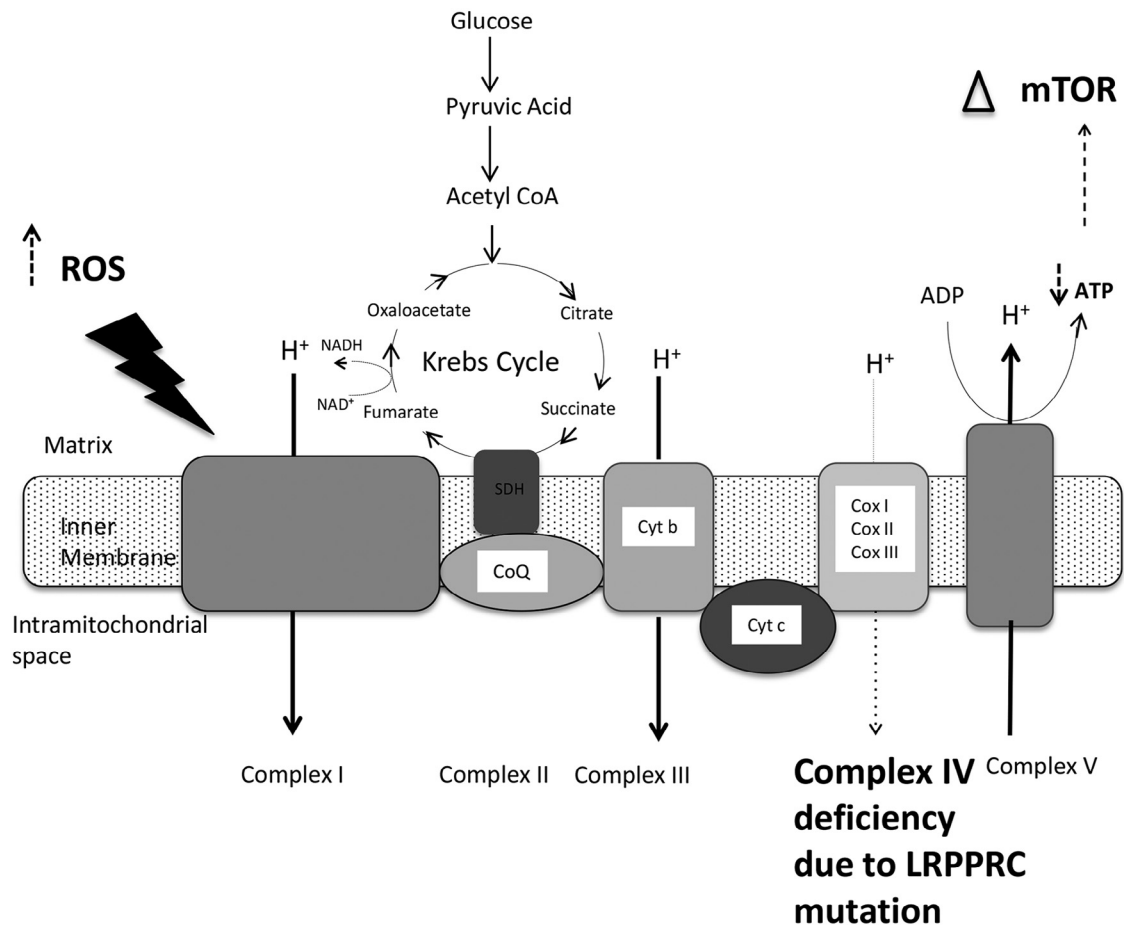 Glucose
Pyruvic Acid
Acetyl CoA
Δ mTOR
ROS
ADP
ATP
H⁺
Oxaloacetate
Citrate
H⁺
NADH
Krebs Cycle
H⁺
H⁺
NAD⁺
Fumarate
Succinate
Matrix
SDH
Inner
Membrane
Cyt b
Cox I
Cox II
Cox III
CoQ
Intramitochondrial
space
Cyt c
Complex I
Complex II
Complex III
Complex IV
deficiency
due to LRPPRC
mutation
Complex V